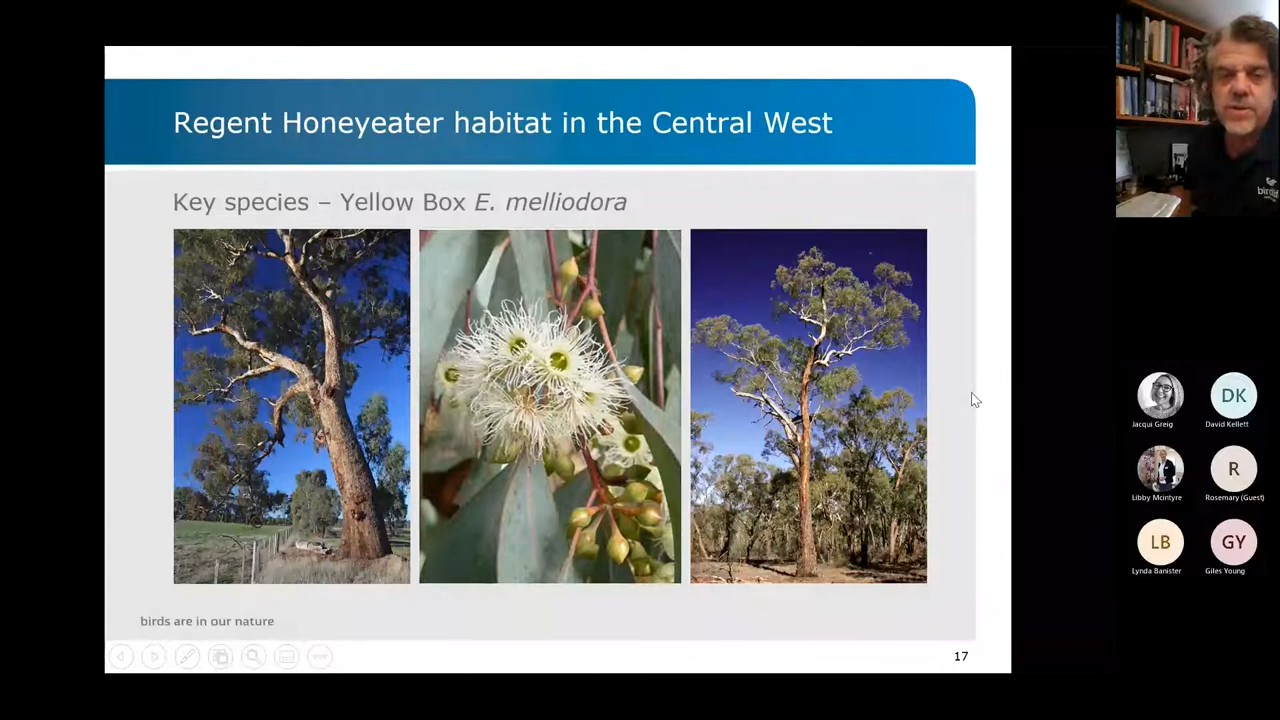 Regent Honeyeater habitat in the Central West
Key species – Yellow Box E. melliodora
birds are in our nature
17
Jacqui Greig
DK
David Kellett
Libby Mcintyre
R
Rosemary (Guest)
LB
Lynda Banister
GY
Giles Young